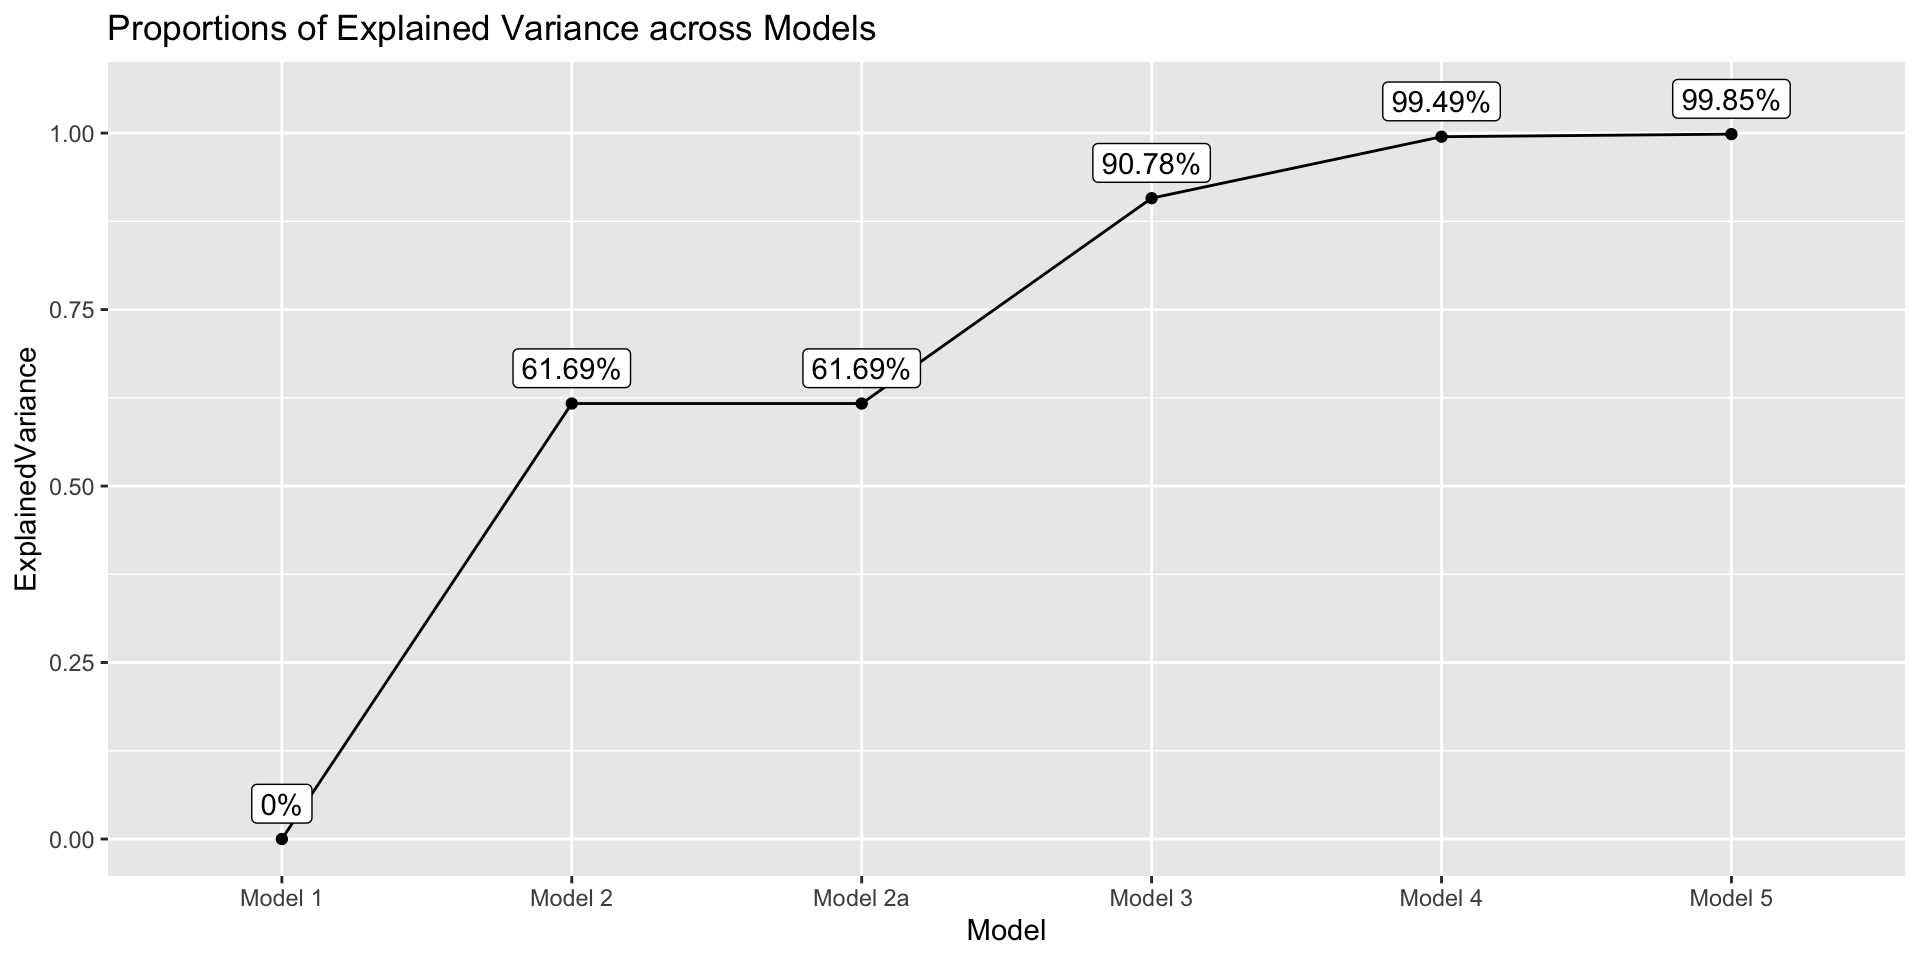 Proportions of Explained Variance across Models
99.49%
99.85%
1.00
90.78%
0.75
61.69%
61.69%
ExplainedVariance
0.50
0.25
0%
0.00
Model 1
Model 2
Model 2a
Model 3
Model 4
Model 5
Model